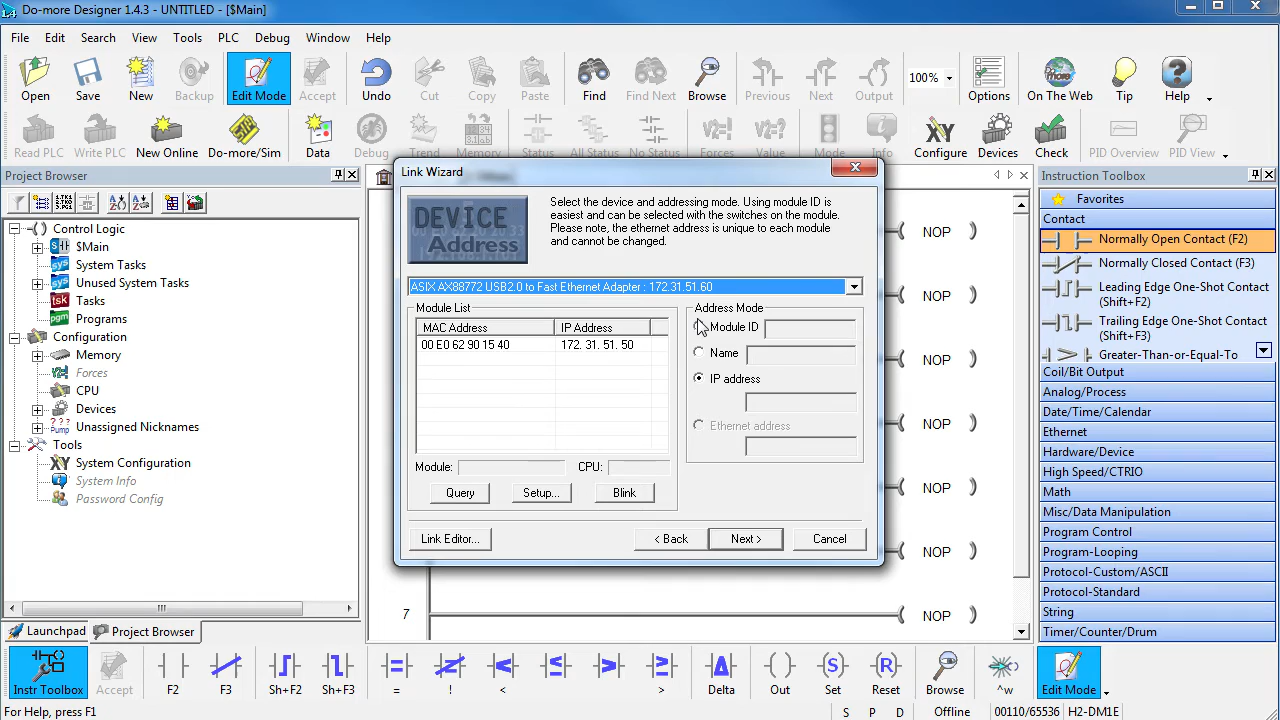 Do-more Designer 1.4.3 - UNTITLED - [$Main]
File Edit Search View Tools PLC Debug Window Help
Open Save New Backup Edit Mode Accept Undo Cut Copy Paste Find Find Next Browse Previous Next Output 100% Options On The Web Tip Help
Read PLC Write PLC New Online Do-more/Sim Data Debug Trend Memory Status All Status No Status Forces Value Mode Info Configure Devices Check PID Overview PID View
Project Browser
Control Logic
$Main
System Tasks
Unused System Tasks
Tasks
Programs
Configuration
Memory
Forces
CPU
Devices
Unassigned Nicknames
Tools
System Configuration
System Info
Password Config
Launchpad Project Browser
Link Wizard
DEVICE
Address
Select the device and addressing mode. Using module ID is
easiest and can be selected with the switches on the module.
Please note, the ethernet address is unique to each module
and cannot be changed.
ASIX AX88772 USB2.0 to Fast Ethernet Adapter : 172.31.51.60
Module List
MAC Address IP Address
00 E0 62 90 15 40 172. 31. 51. 50
Module: CPU:
Query Setup... Blink
Address Mode
Module ID
Name
IP address
Ethernet address
Link Editor... < Back Next > Cancel
NOP
NOP
NOP
NOP
NOP
7 NOP
Instruction Toolbox
Favorites
Contact
Normally Open Contact (F2)
Normally Closed Contact (F3)
Leading Edge One-Shot Contact
(Shift+F2)
Trailing Edge One-Shot Contact
(Shift+F3)
Greater-Than-or-Equal-To
Coil/Bit Output
Analog/Process
Date/Time/Calendar
Ethernet
Hardware/Device
High Speed/CTRIO
Math
Misc/Data Manipulation
Program Control
Program-Looping
Protocol-Custom/ASCII
Protocol-Standard
String
Timer/Counter/Drum
Instr Toolbox Accept F2 F3 Sh+F2 Sh+F3 = ! < ≤ > ≥ > Delta Out Set Reset Browse ^w Edit Mode
For Help, press F1 S P D Offline 00110/65536 H2-DM1E